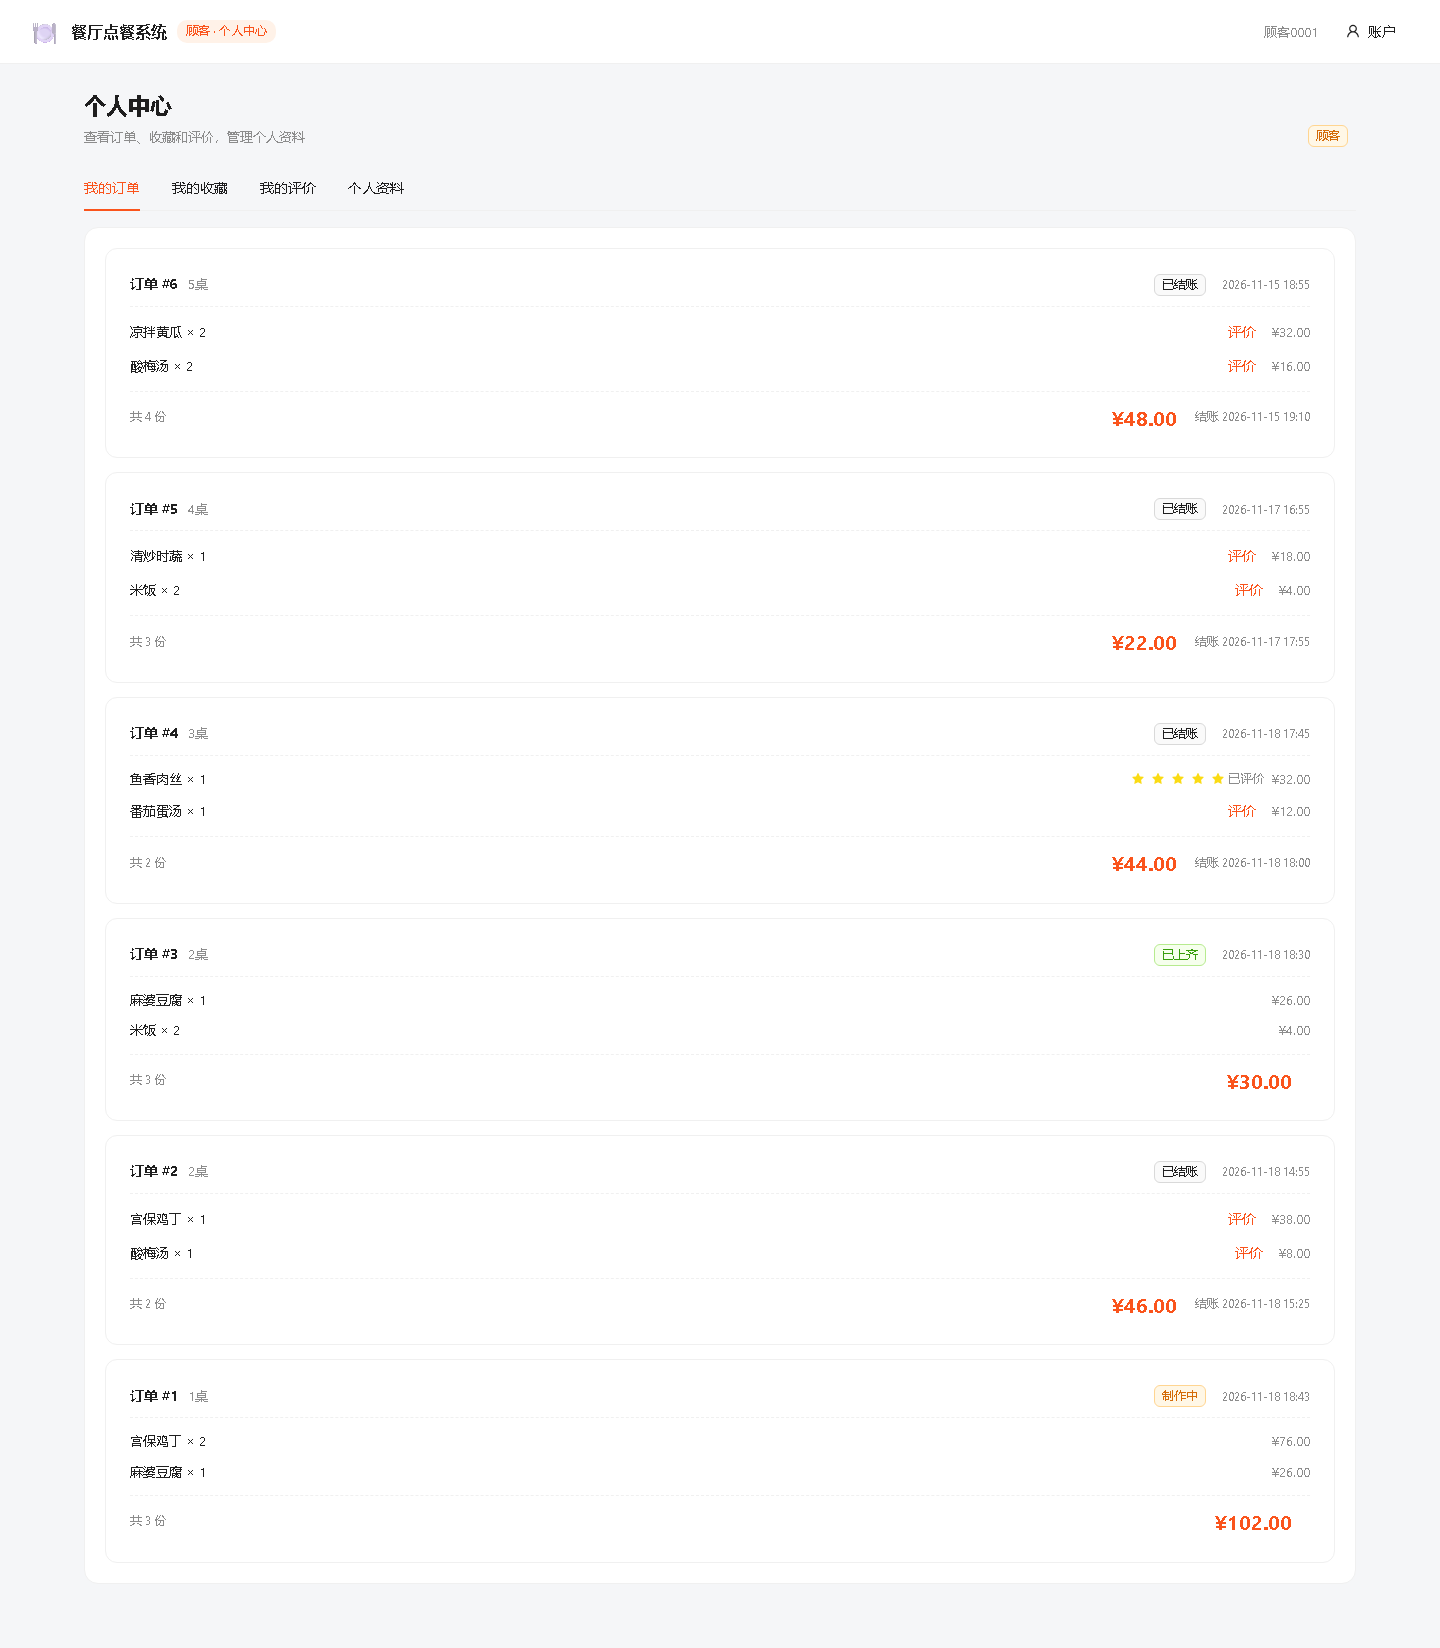 餐厅点餐系统 顾客 · 个人中心 顾客0001 账户
个人中心
查看订单、收藏和评价，管理个人资料 顾客
我的订单 我的收藏 我的评价 个人资料
订单 #6 5桌 已结账 2026-11-15 18:55
凉拌黄瓜 × 2 评价 ¥32.00
酸梅汤 × 2 评价 ¥16.00
共 4 份 ¥48.00 结账 2026-11-15 19:10
订单 #5 4桌 已结账 2026-11-17 16:55
清炒时蔬 × 1 评价 ¥18.00
米饭 × 2 评价 ¥4.00
共 3 份 ¥22.00 结账 2026-11-17 17:55
订单 #4 3桌 已结账 2026-11-18 17:45
鱼香肉丝 × 1 已评价 ¥32.00
番茄蛋汤 × 1 评价 ¥12.00
共 2 份 ¥44.00 结账 2026-11-18 18:00
订单 #3 2桌 已上齐 2026-11-18 18:30
麻婆豆腐 × 1 ¥26.00
米饭 × 2 ¥4.00
共 3 份 ¥30.00
订单 #2 2桌 已结账 2026-11-18 14:55
宫保鸡丁 × 1 评价 ¥38.00
酸梅汤 × 1 评价 ¥8.00
共 2 份 ¥46.00 结账 2026-11-18 15:25
订单 #1 1桌 制作中 2026-11-18 18:43
宫保鸡丁 × 2 ¥76.00
麻婆豆腐 × 1 ¥26.00
共 3 份 ¥102.00